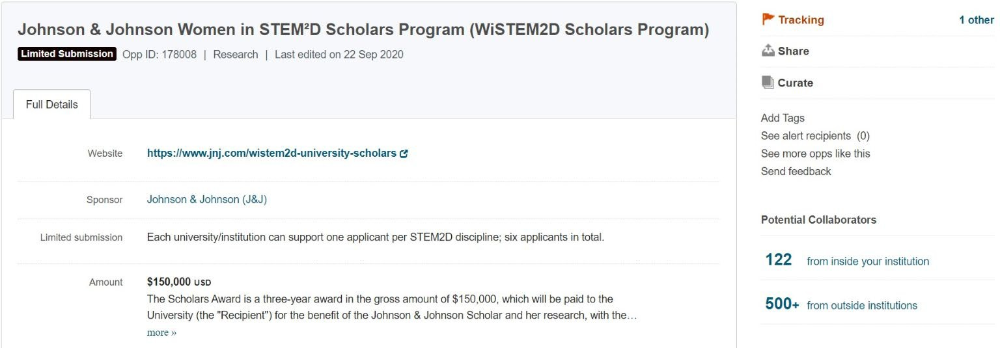 Johnson & Johnson Women in STEM²D Scholars Program (WiSTEM2D Scholars Program)
Limited Submission Opp ID: 178008 | Research | Last edited on 22 Sep 2020
Full Details
Website https://www.jnj.com/wistem2d-university-scholars
Sponsor Johnson & Johnson (J&J)
Limited submission Each university/institution can support one applicant per STEM2D discipline; six applicants in total.
Amount $150,000 USD
The Scholars Award is a three-year award in the gross amount of $150,000, which will be paid to the
University (the "Recipient") for the benefit of the Johnson & Johnson Scholar and her research, with the…
more »
Tracking 1 other
Share
Curate
Add Tags
See alert recipients (0)
See more opps like this
Send feedback
Potential Collaborators
122 from inside your institution
500+ from outside institutions